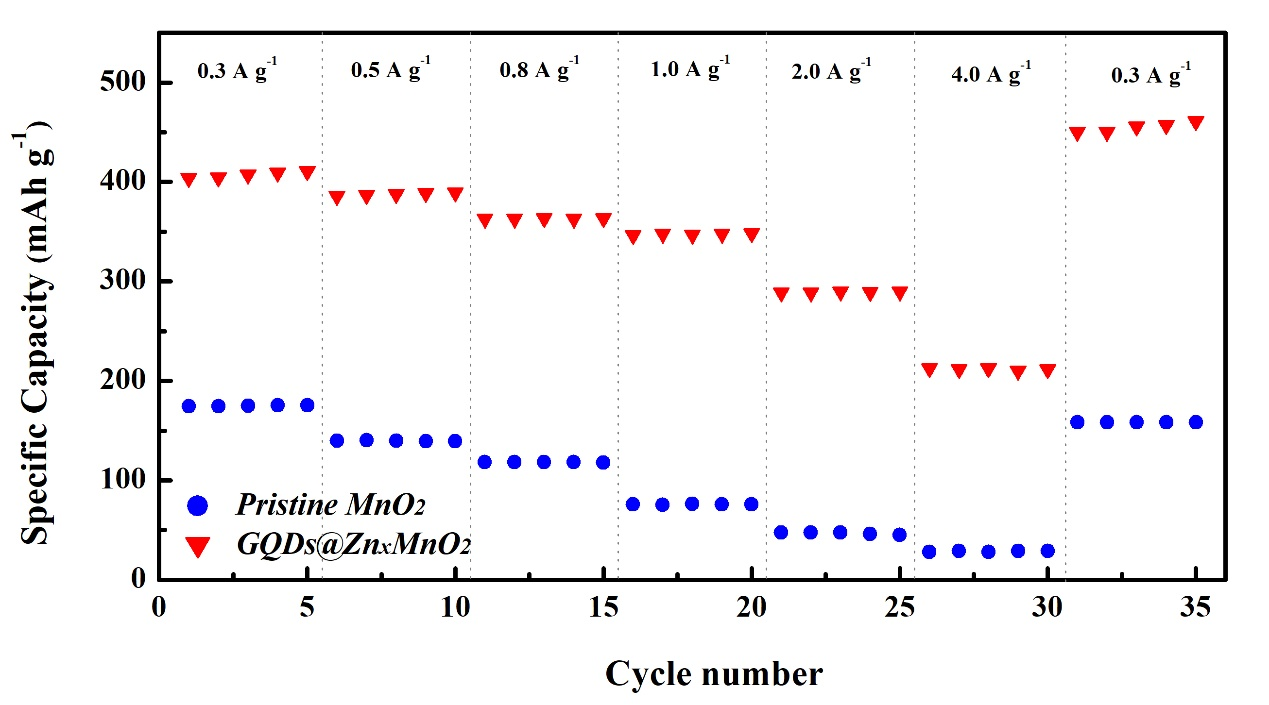 0.3 A g⁻¹ 0.5 A g⁻¹ 0.8 A g⁻¹ 1.0 A g⁻¹ 2.0 A g⁻¹ 4.0 A g⁻¹ 0.3 A g⁻¹
500
400
300
200
100
0
Specific Capacity (mAh g⁻¹)
Pristine MnO₂
GQDs@ZnₓMnO₂
0 5 10 15 20 25 30 35
Cycle number